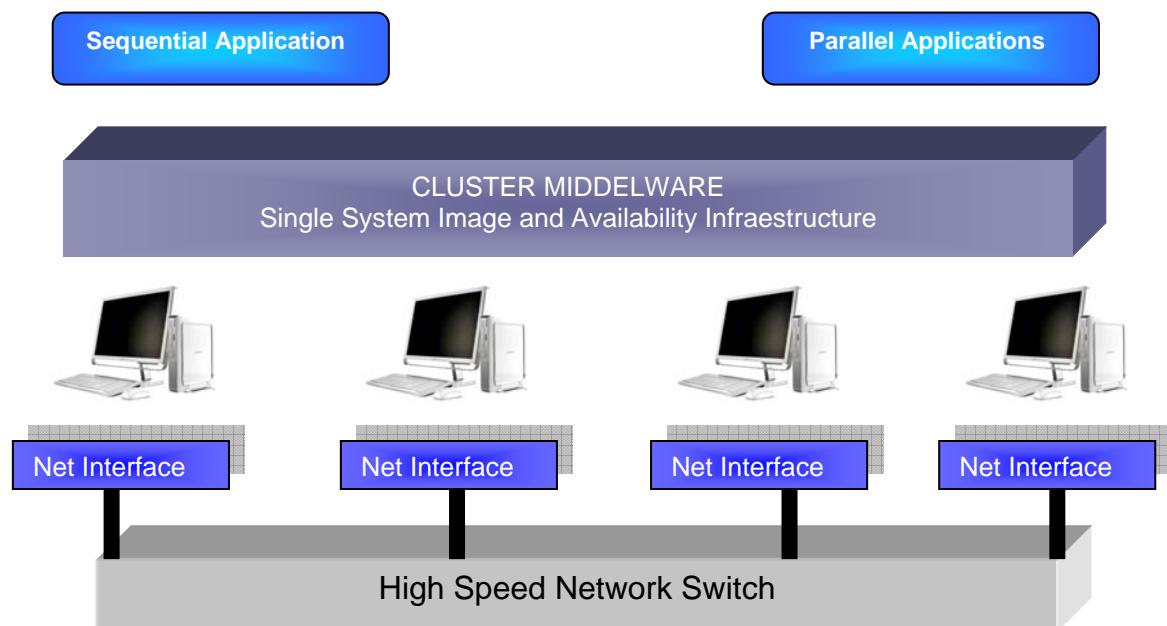 Sequential Application
Parallel Applications
CLUSTER MIDDELWARE
Single System Image and Availability Infraestructure
Net Interface
Net Interface
Net Interface
Net Interface
High Speed Network Switch